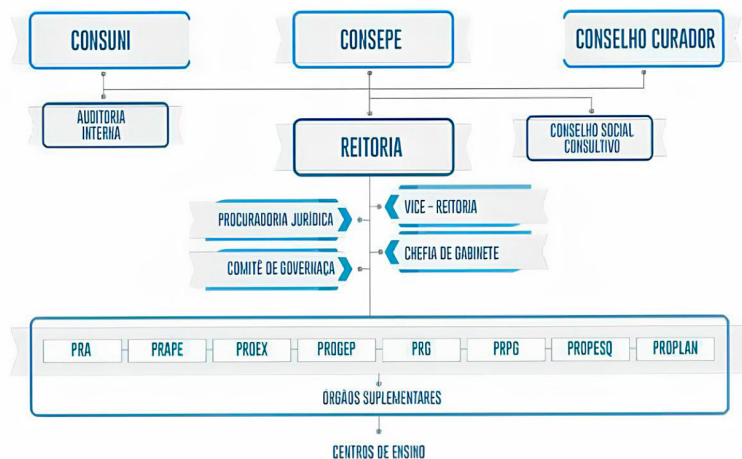 CONSUNI
CONSEPE
CONSELHO CURADOR
AUDITORIA
INTERNA
REITORIA
CONSELHO SOCIAL
CONSULTIVO
PROCURADORIA JURÍDICA
VICE - REITORIA
COMITÊ DE GOVERNAÇA
CHEFIA DE GABINETE
PRA
PRAPE
PROEX
PROGEP
PRG
PRPG
PROPESQ
PROPLAN
ÓRGÃOS SUPLEMENTARES
CENTROS DE ENSINO